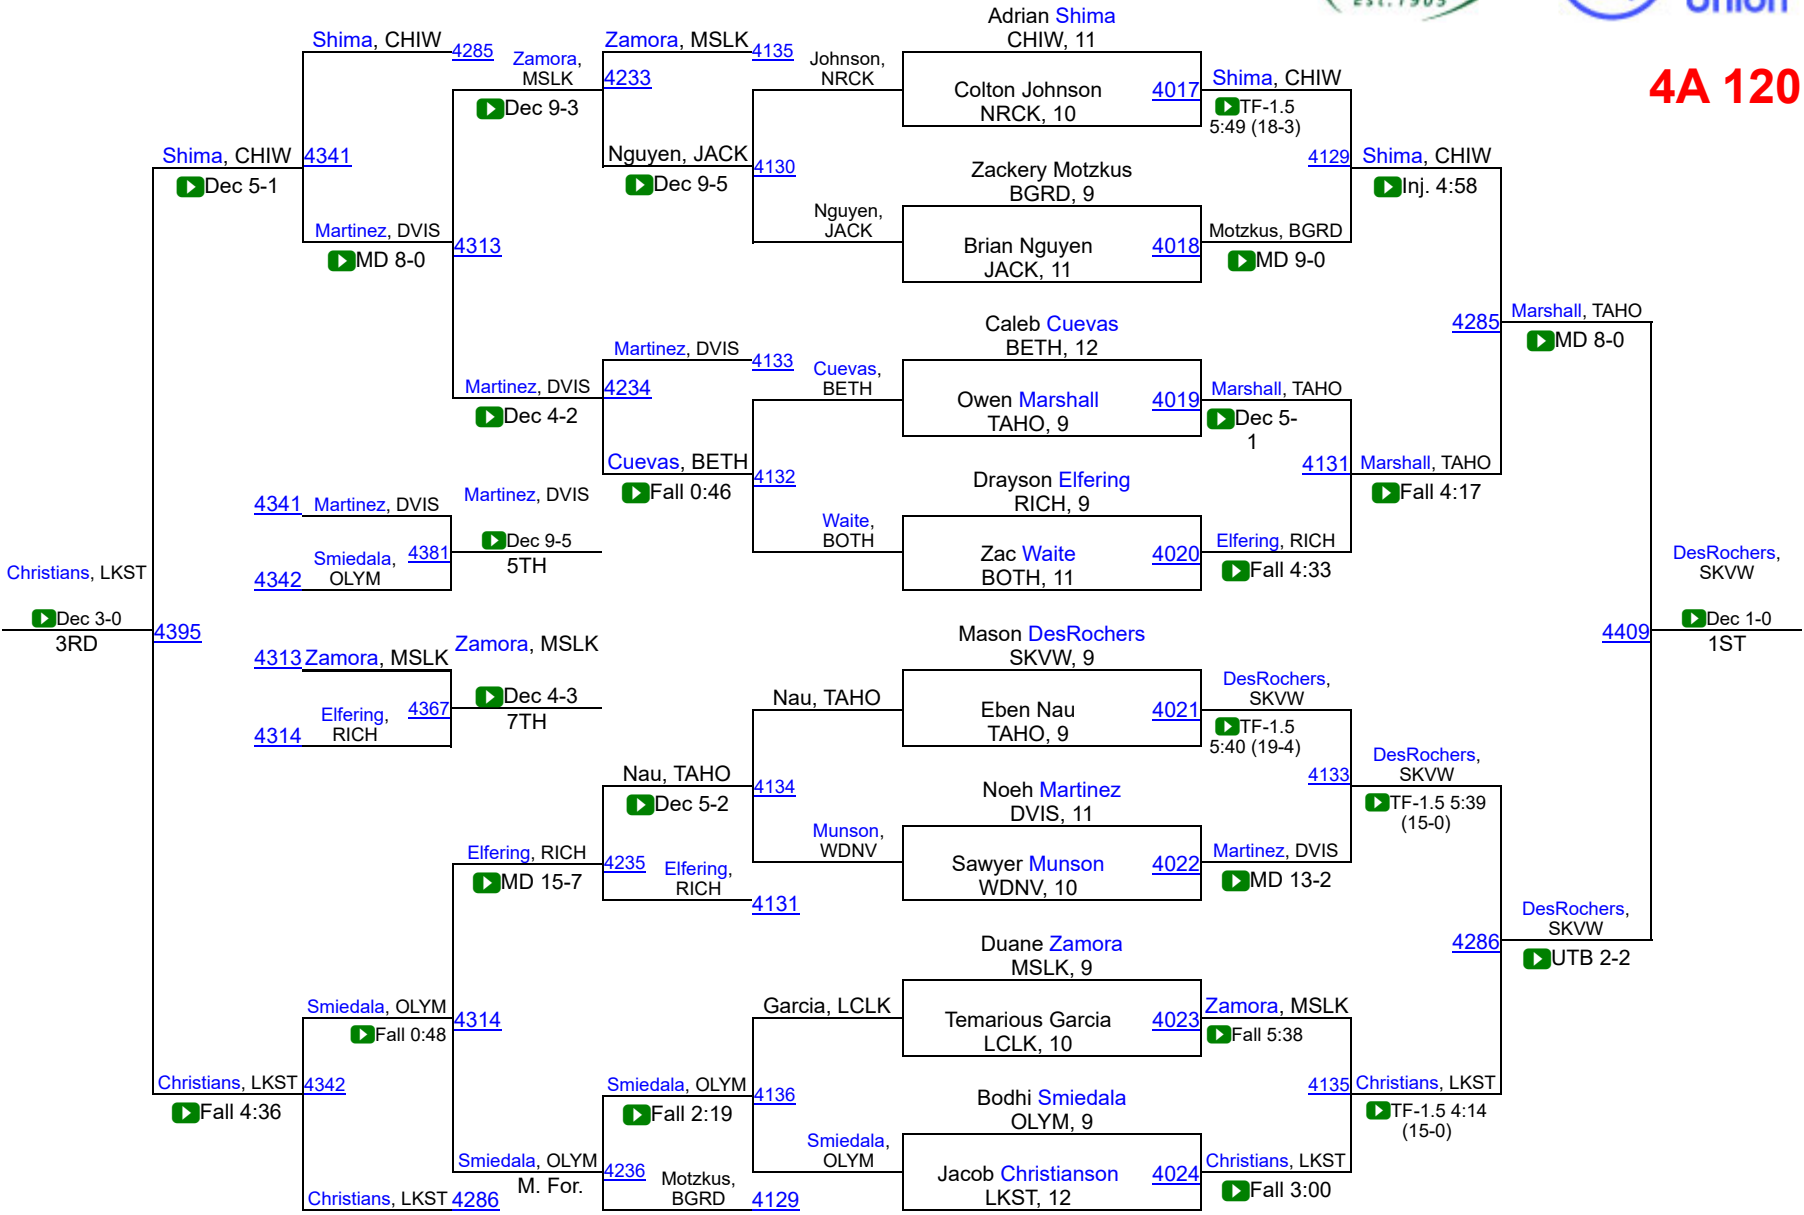 Est. 1905
Union
4A 120
Adrian Shima
CHIW, 11
Colton Johnson
NRCK, 10
4017
Zackery Motzkus
BGRD, 9
Brian Nguyen
JACK, 11
4018
Caleb Cuevas
BETH, 12
Owen Marshall
TAHO, 9
4019
Drayson Elfering
RICH, 9
Zac Waite
BOTH, 11
4020
Mason DesRochers
SKVW, 9
Eben Nau
TAHO, 9
4021
Noeh Martinez
DVIS, 11
Sawyer Munson
WDNV, 10
4022
Duane Zamora
MSLK, 9
Temarious Garcia
LCLK, 10
4023
Bodhi Smiedala
OLYM, 9
Jacob Christianson
LKST, 12
4024
Shima, CHIW
TF-1.5
5:49 (18-3)
4129
Motzkus, BGRD
MD 9-0
Marshall, TAHO
Dec 5-
1
4131
Elfering, RICH
Fall 4:33
DesRochers,
SKVW
TF-1.5
5:40 (19-4)
4133
Martinez, DVIS
MD 13-2
Zamora, MSLK
Fall 5:38
4135
Christians, LKST
Fall 3:00
Shima, CHIW
Inj. 4:58
4285
Marshall, TAHO
Fall 4:17
DesRochers,
SKVW
TF-1.5 5:39
(15-0)
4286
Christians, LKST
TF-1.5 4:14
(15-0)
Marshall, TAHO
MD 8-0
4409
DesRochers,
SKVW
UTB 2-2
DesRochers,
SKVW
Dec 1-0
1ST
Johnson,
NRCK
4130
Nguyen,
JACK
Cuevas,
BETH
4132
Waite,
BOTH
Nau, TAHO
4134
Munson,
WDNV
Garcia, LCLK
4136
Smiedala,
OLYM
Zamora, MSLK
4135
4233
Nguyen, JACK
Dec 9-5
Martinez, DVIS
4133
4234
Cuevas, BETH
Fall 0:46
Nau, TAHO
Dec 5-2
4235
Elfering,
RICH
4131
Smiedala, OLYM
Fall 2:19
4236
Motzkus,
BGRD
4129
Zamora,
MSLK
Dec 9-3
4313
Martinez, DVIS
Dec 4-2
Elfering, RICH
MD 15-7
4314
Smiedala, OLYM
M. For.
Shima, CHIW
4285
4341
Martinez, DVIS
MD 8-0
Smiedala, OLYM
Fall 0:48
4342
Christians, LKST
4286
Shima, CHIW
Dec 5-1
4395
Christians, LKST
Fall 4:36
Christians, LKST
Dec 3-0
3RD
4341
Martinez, DVIS
4381
4342
Smiedala,
OLYM
Martinez, DVIS
Dec 9-5
5TH
4313
Zamora, MSLK
4367
4314
Elfering,
RICH
Zamora, MSLK
Dec 4-3
7TH